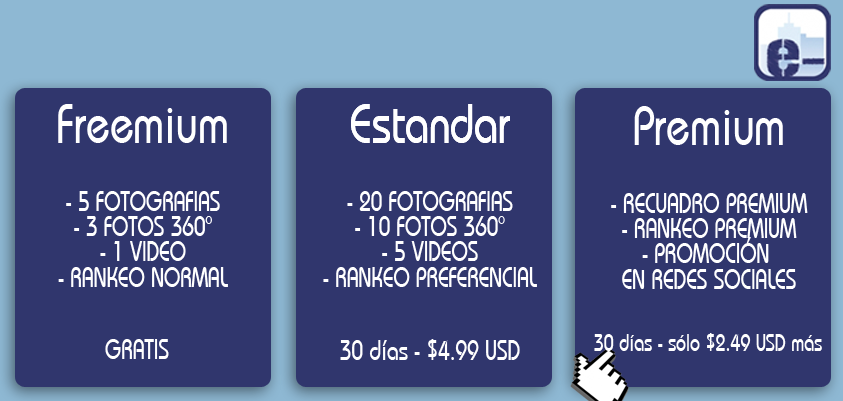 e-
Freemium
- 5 FOTOGRAFIAS
- 3 FOTOS 360º
- 1 VIDEO
- RANKEO NORMAL
GRATIS
Estandar
- 20 FOTOGRAFIAS
- 10 FOTOS 360º
- 5 VIDEOS
- RANKEO PREFERENCIAL
30 días - $4.99 USD
Premium
- RECUADRO PREMIUM
- RANKEO PREMIUM
- PROMOCIÓN
EN REDES SOCIALES
30 días - sólo $2.49 USD más